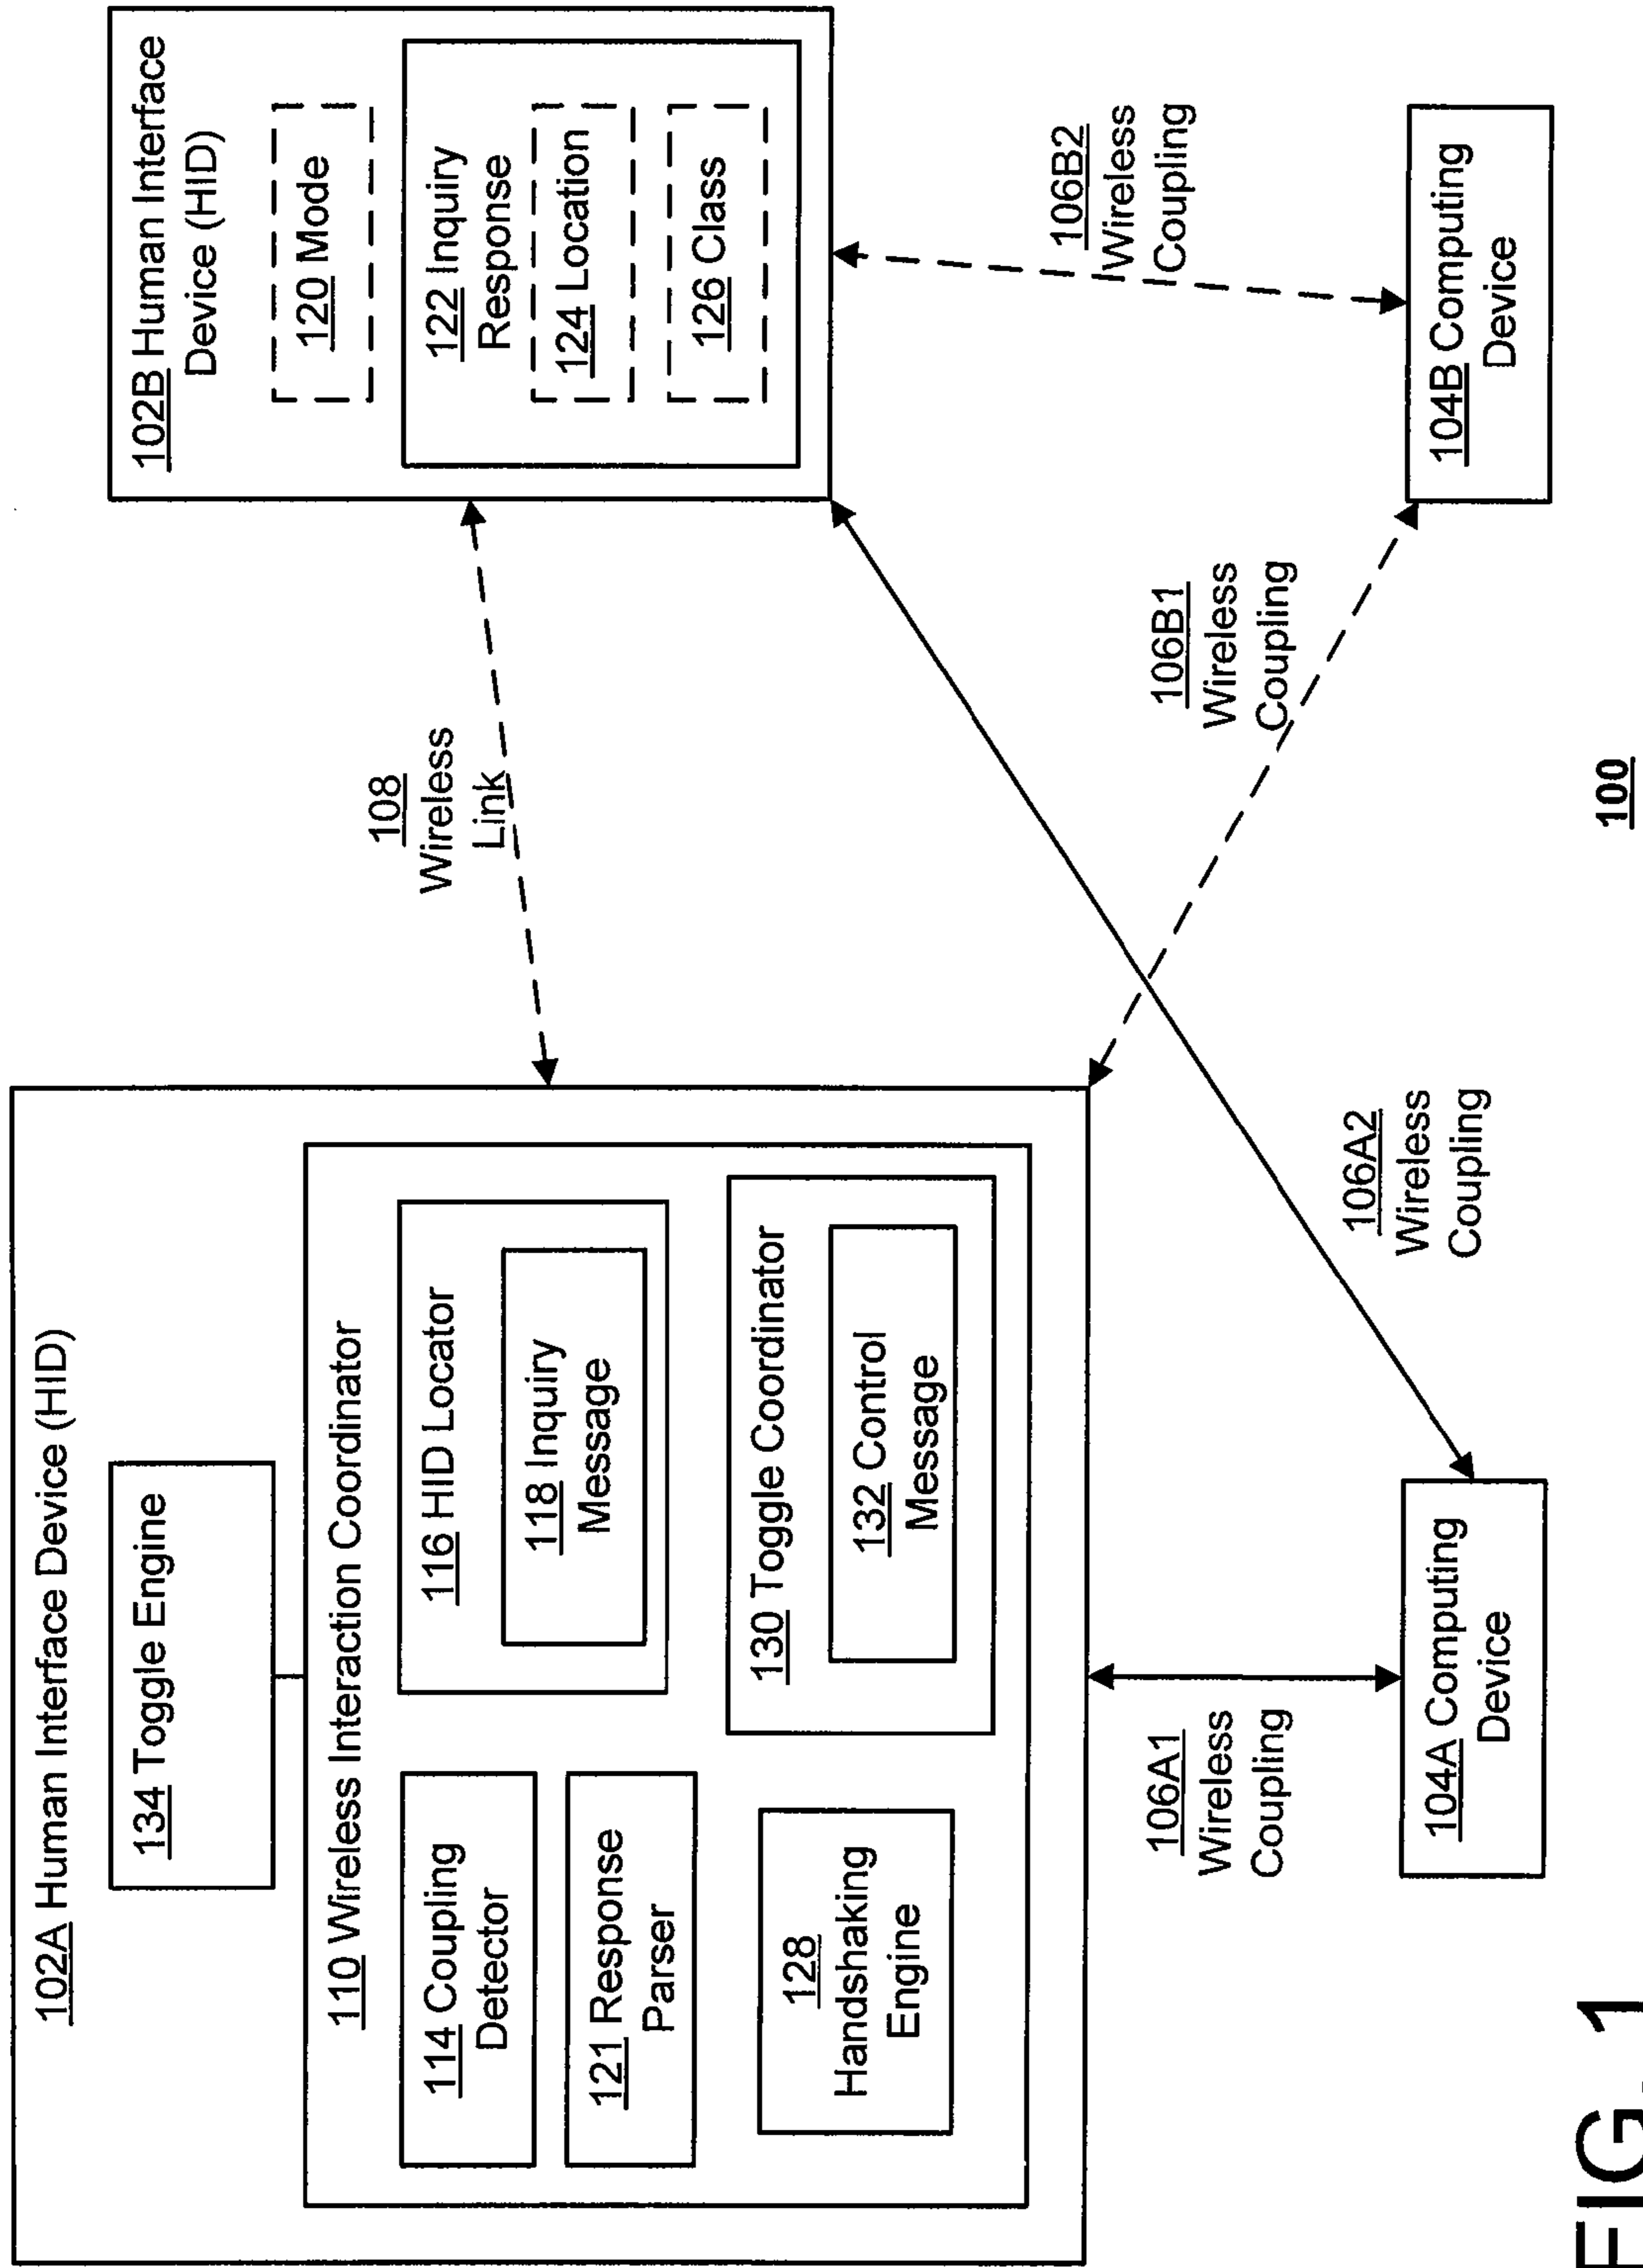 102A Human Interface Device (HID)
134 Toggle Engine
110 Wireless Interaction Coordinator
114 Coupling
Detector
121 Response
Parser
128
Handshaking
Engine
116 HID Locator
118 Inquiry
Message
130 Toggle Coordinator
132 Control
Message
108
Wireless
Link
102B Human Interface
Device (HID)
120 Mode
122 Inquiry
Response
124 Location
126 Class
106A1
Wireless
Coupling
106A2
Wireless
Coupling
106B1
Wireless
Coupling
106B2
Wireless
Coupling
104A Computing
Device
104B Computing
Device
100
FIG. 1